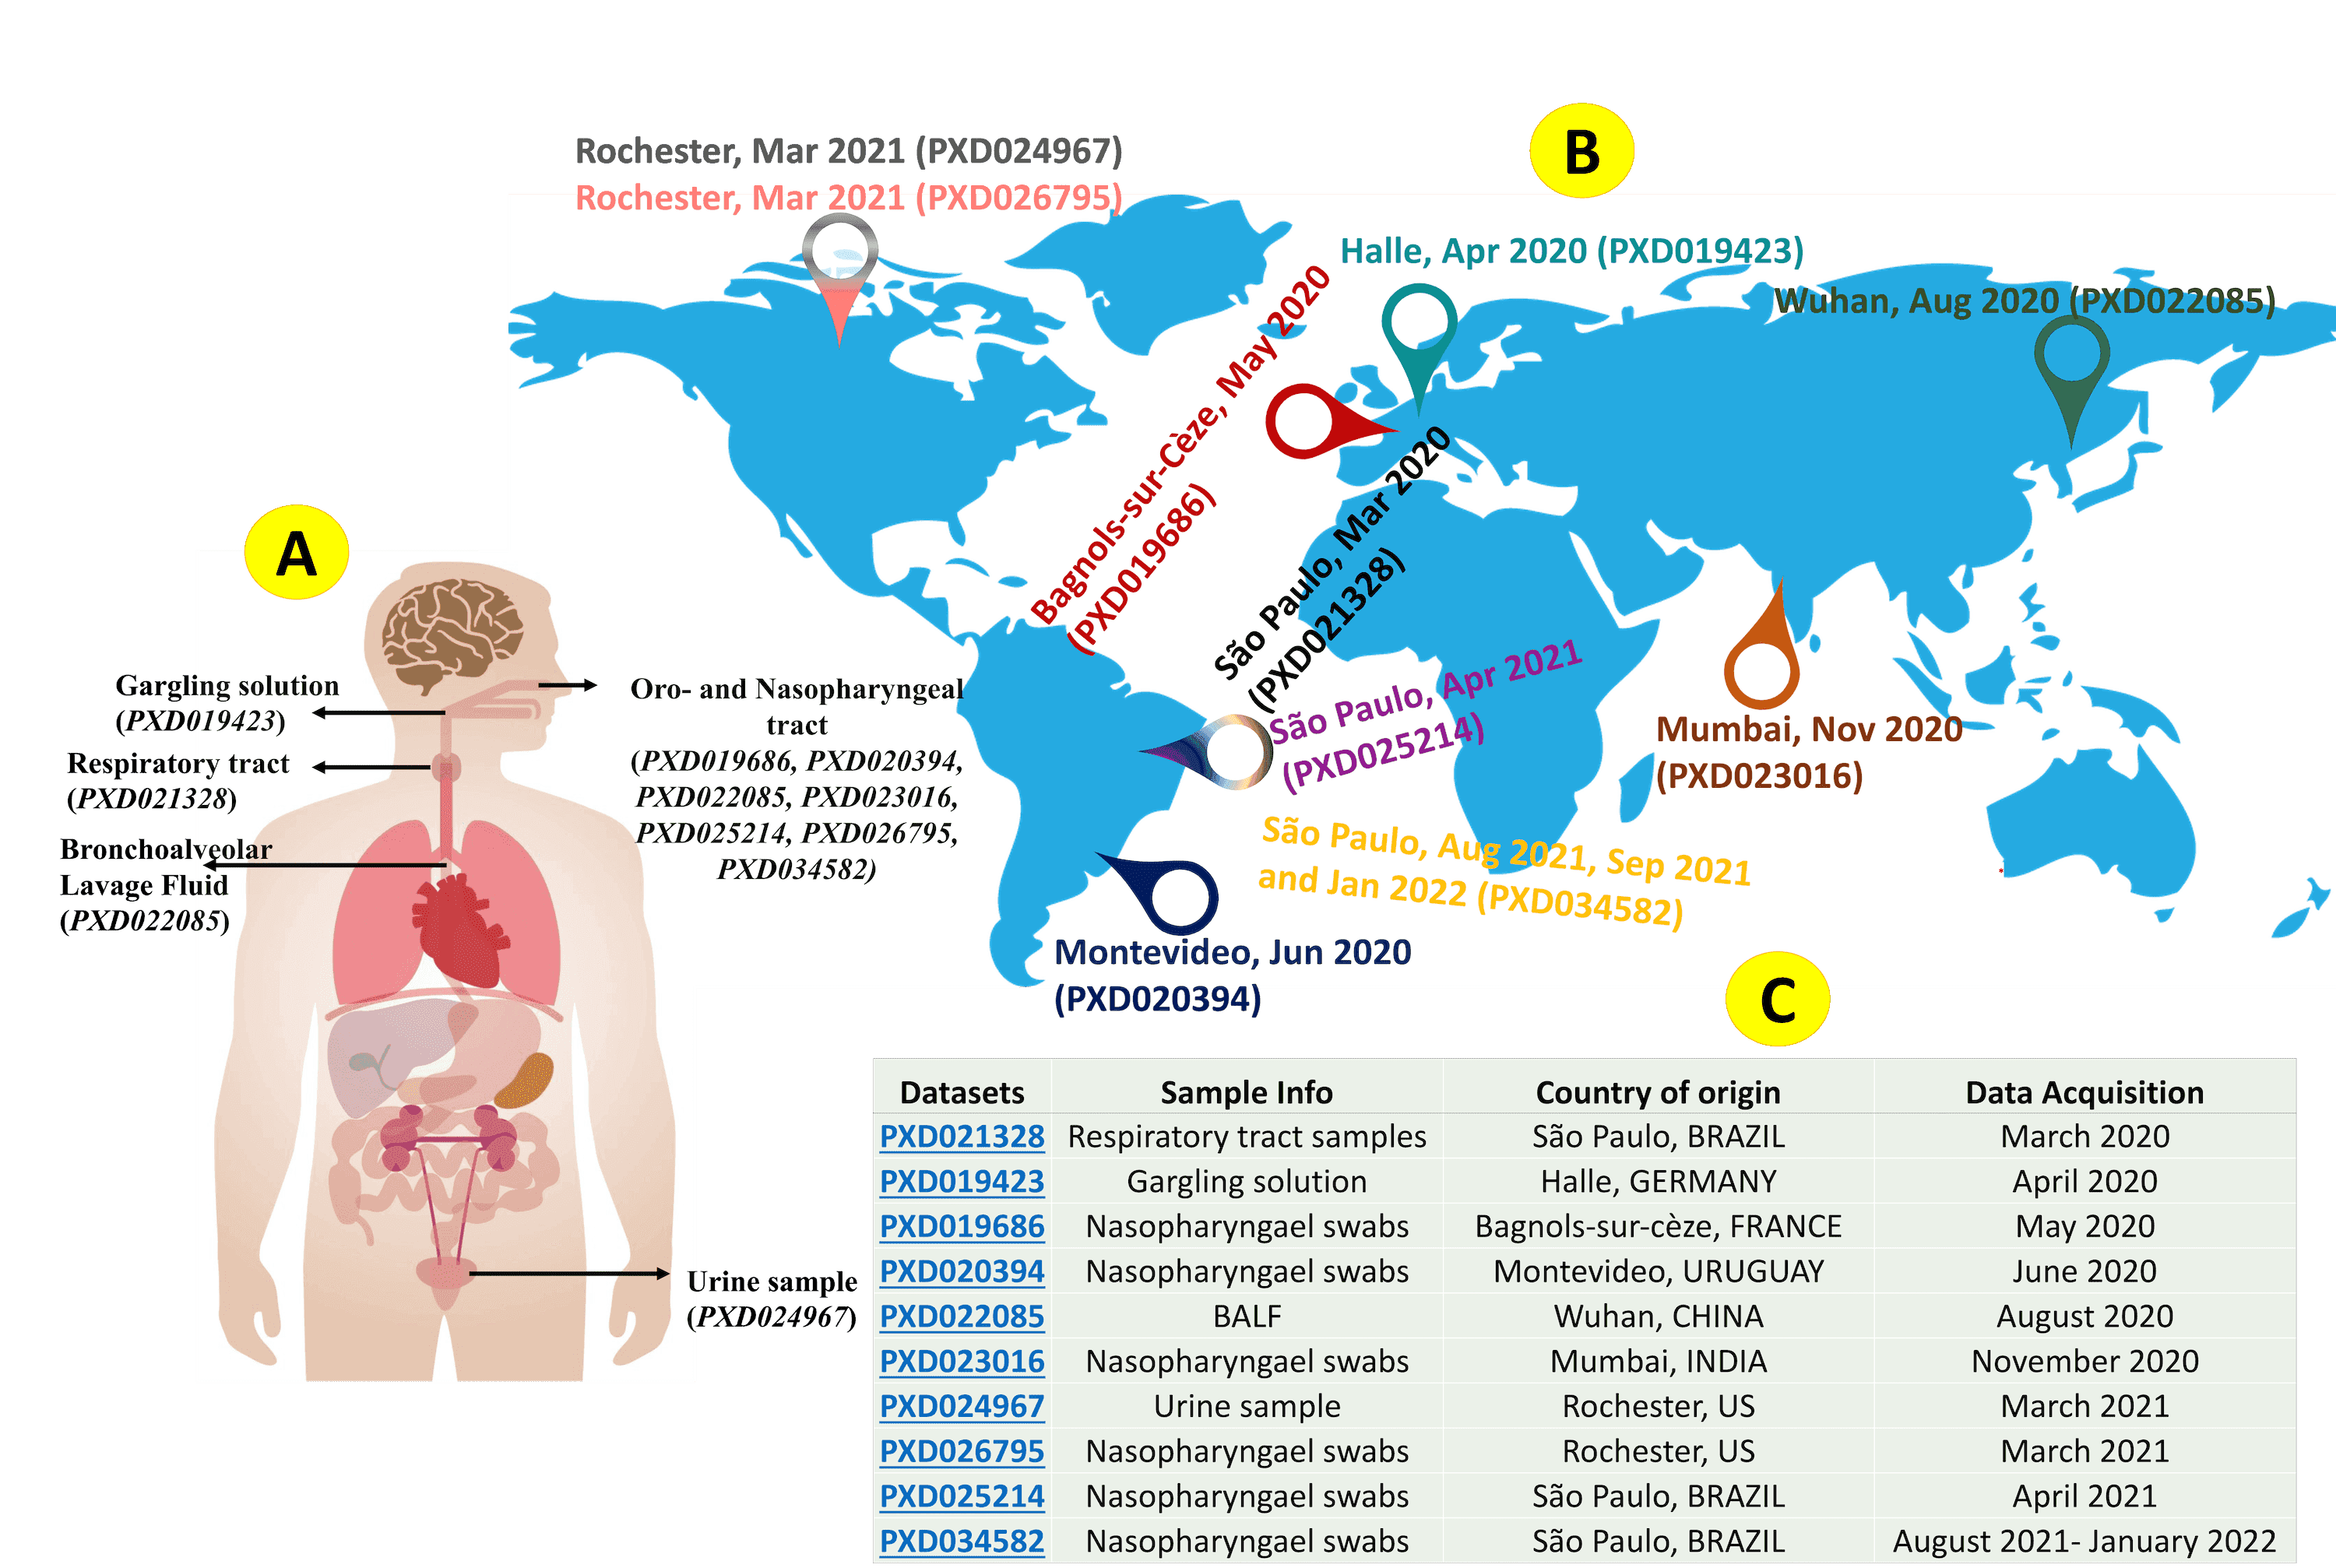 A
Gargling solution
(PXD019423)
Respiratory tract
(PXD021328)
Bronchoalveolar
Lavage Fluid
(PXD022085)
Oro- and Nasopharyngeal
tract
(PXD019686, PXD020394,
PXD022085, PXD023016,
PXD025214, PXD026795,
PXD034582)
Urine sample
(PXD024967)
B
Rochester, Mar 2021 (PXD024967)
Rochester, Mar 2021 (PXD026795)
Halle, Apr 2020 (PXD019423)
Wuhan, Aug 2020 (PXD022085)
Bagnols-sur-Cèze, May 2020
(PXD019686)
São Paulo, Mar 2020
(PXD021328)
São Paulo, Apr 2021
(PXD025214)
São Paulo, Aug 2021, Sep 2021
and Jan 2022 (PXD034582)
Mumbai, Nov 2020
(PXD023016)
Montevideo, Jun 2020
(PXD020394)
C
Datasets Sample Info Country of origin Data Acquisition
PXD021328 Respiratory tract samples São Paulo, BRAZIL March 2020
PXD019423 Gargling solution Halle, GERMANY April 2020
PXD019686 Nasopharyngael swabs Bagnols-sur-cèze, FRANCE May 2020
PXD020394 Nasopharyngael swabs Montevideo, URUGUAY June 2020
PXD022085 BALF Wuhan, CHINA August 2020
PXD023016 Nasopharyngael swabs Mumbai, INDIA November 2020
PXD024967 Urine sample Rochester, US March 2021
PXD026795 Nasopharyngael swabs Rochester, US March 2021
PXD025214 Nasopharyngael swabs São Paulo, BRAZIL April 2021
PXD034582 Nasopharyngael swabs São Paulo, BRAZIL August 2021- January 2022